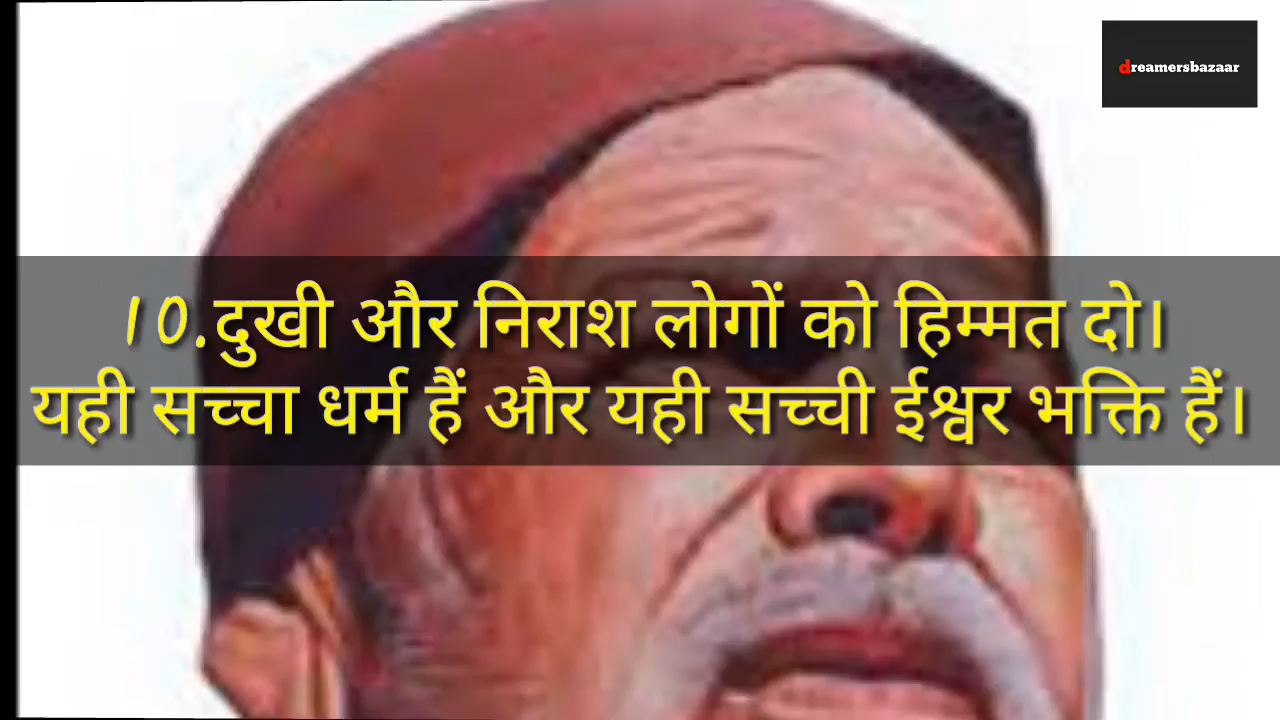 dreamersbazaar
10.दुखी और निराश लोगों को हिम्मत दो।
यही सच्चा धर्म हैं और यही सच्ची ईश्वर भक्ति हैं।